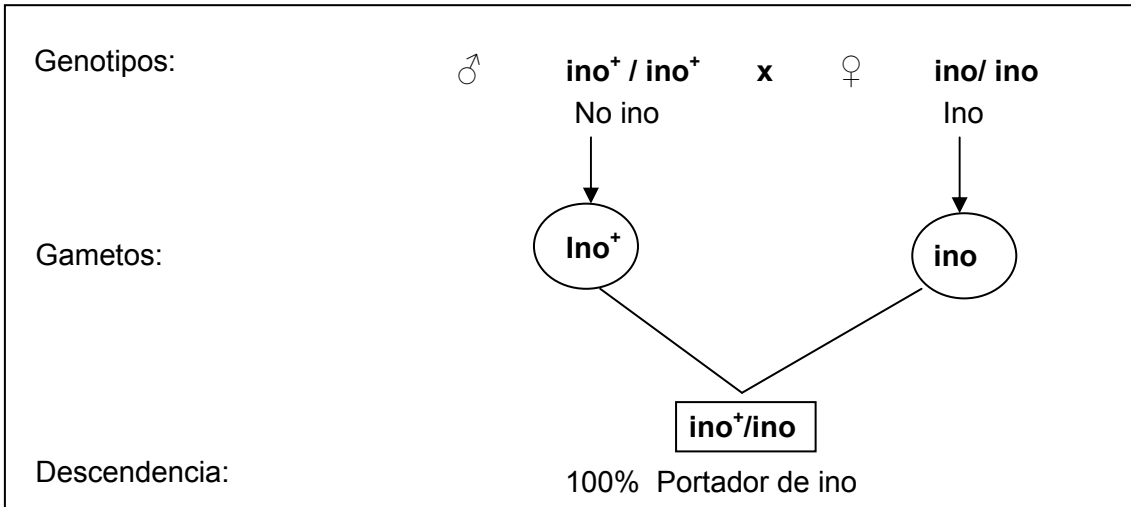 Genotipos: ♂ ino⁺ / ino⁺ x ♀ ino/ ino
No ino Ino
Gametos: Ino⁺ ino
ino⁺/ino
Descendencia: 100% Portador de ino